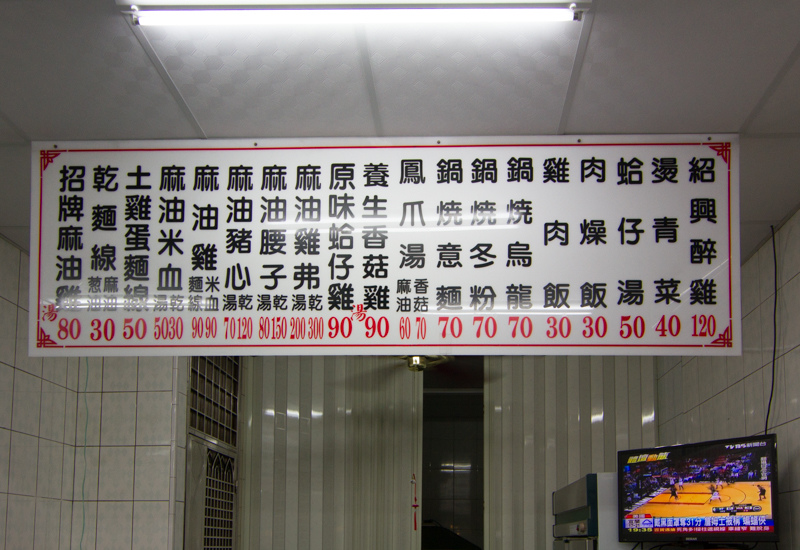 招牌麻油雞 湯 80
乾麵線 葱油 麻油 30
土雞蛋麵線 50
麻油米血 湯 乾 50 30
麻油雞 麵線 米血 90 90
麻油豬心 湯 乾 70 120
麻油腰子 湯 乾 80 150
麻油雞弗 湯 乾 200 300
原味蛤仔雞 90
養生香菇雞 湯 90
鳳爪湯 麻油 香菇 60 70
鍋燒意麵 70
鍋燒冬粉 70
鍋燒烏龍 70
雞肉飯 30
肉燥飯 30
蛤仔湯 50
燙青菜 40
紹興醉雞 120
19:35